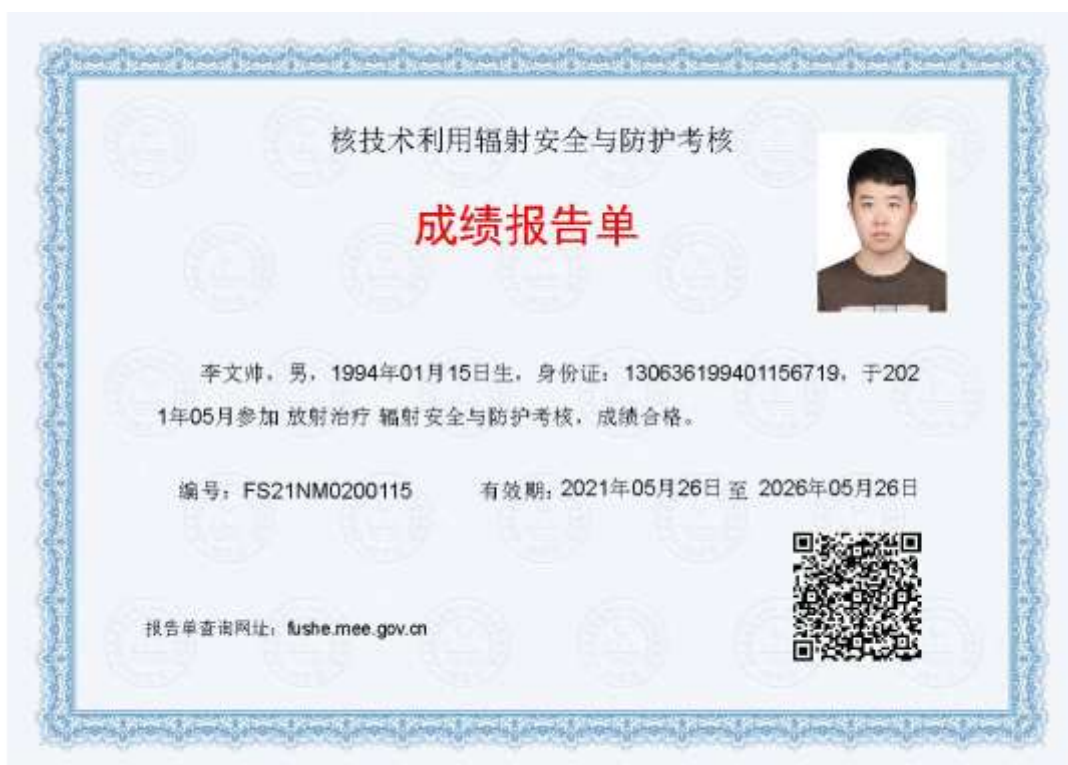 核技术利用辐射安全与防护考核
成绩报告单
李文帅，男，1994年01月15日生，身份证：130636199401156719，于202
1年05月参加 放射治疗 辐射安全与防护考核，成绩合格。
编号：FS21NM0200115 有效期：2021年05月26日 至 2026年05月26日
报告单查询网址：fushe.mee.gov.cn